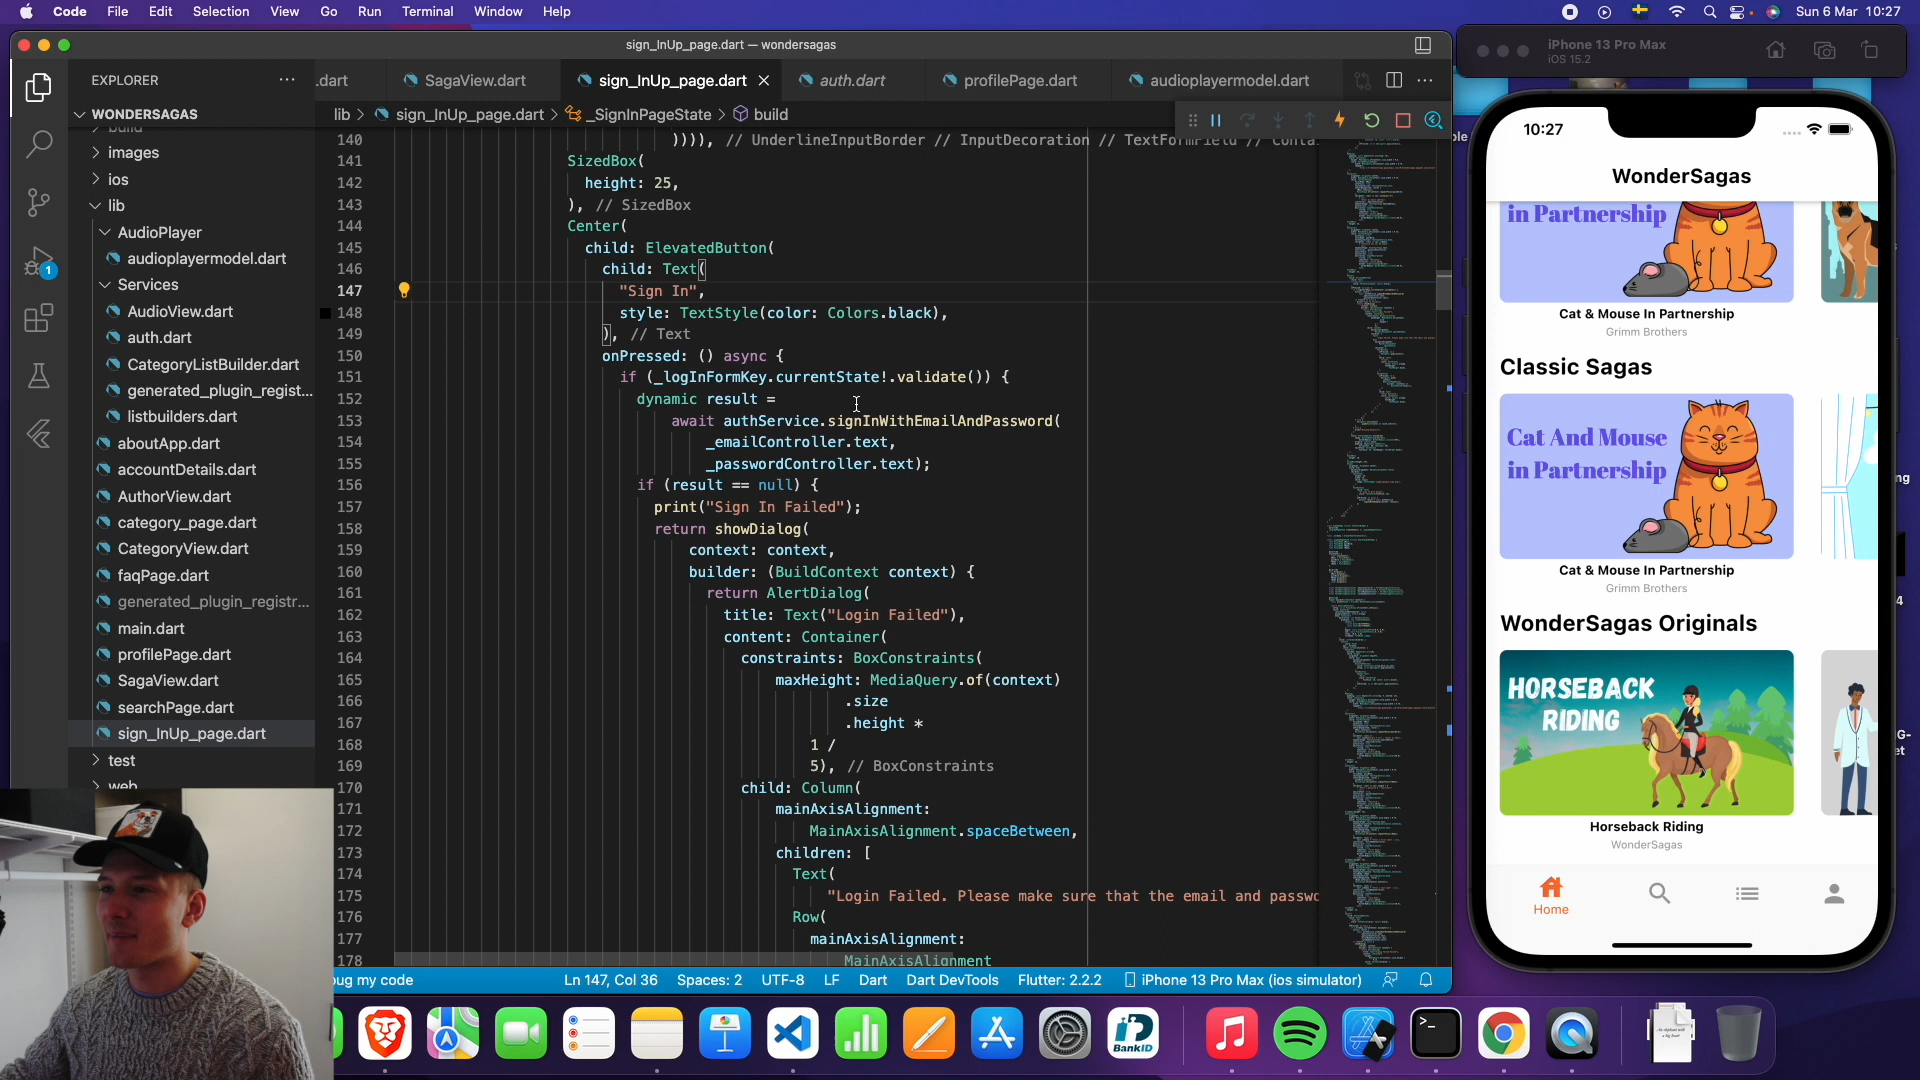 Code File Edit Selection View Go Run Terminal Window Help
Sun 6 Mar 10:27
sign_InUp_page.dart — wondersagas
EXPLORER
.dart
SagaView.dart
sign_InUp_page.dart
auth.dart
profilePage.dart
audioplayermodel.dart
lib > sign_InUp_page.dart > _SignInPageState > build
WONDERSAGAS
build
images
ios
lib
AudioPlayer
audioplayermodel.dart
Services
AudioView.dart
auth.dart
CategoryListBuilder.dart
generated_plugin_regist...
listbuilders.dart
aboutApp.dart
accountDetails.dart
AuthorView.dart
category_page.dart
CategoryView.dart
faqPage.dart
generated_plugin_registr...
main.dart
profilePage.dart
SagaView.dart
searchPage.dart
sign_InUp_page.dart
test
web
1
140 )))), // UnderlineInputBorder // InputDecoration // TextFormField // Conta
141 SizedBox(
142 height: 25,
143 ), // SizedBox
144 Center(
145 child: ElevatedButton(
146 child: Text(
147 "Sign In",
148 style: TextStyle(color: Colors.black),
149 ), // Text
150 onPressed: () async {
151 if (_logInFormKey.currentState!.validate()) {
152 dynamic result =
153 await authService.signInWithEmailAndPassword(
154 _emailController.text,
155 _passwordController.text);
156 if (result == null) {
157 print("Sign In Failed");
158 return showDialog(
159 context: context,
160 builder: (BuildContext context) {
161 return AlertDialog(
162 title: Text("Login Failed"),
163 content: Container(
164 constraints: BoxConstraints(
165 maxHeight: MediaQuery.of(context)
166 .size
167 .height *
168 1 /
169 5), // BoxConstraints
170 child: Column(
171 mainAxisAlignment:
172 MainAxisAlignment.spaceBetween,
173 children: [
174 Text(
175 "Login Failed. Please make sure that the email and passwo
176 Row(
177 mainAxisAlignment:
178 MainAxisAlignment
bug my code
Ln 147, Col 36
Spaces: 2
UTF-8
LF
Dart
Dart DevTools
Flutter: 2.2.2
iPhone 13 Pro Max (ios simulator)
iPhone 13 Pro Max
iOS 15.2
10:27
WonderSagas
in Partnership
Cat & Mouse In Partnership
Grimm Brothers
Classic Sagas
Cat And Mouse
in Partnership
Cat & Mouse In Partnership
Grimm Brothers
WonderSagas Originals
HORSEBACK
RIDING
Horseback Riding
WonderSagas
Home
BankID